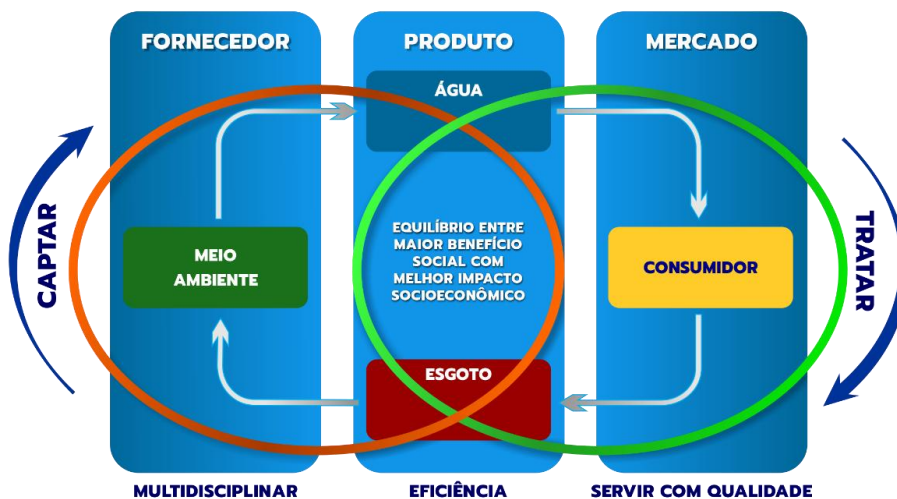 FORNECEDOR
PRODUTO
MERCADO
ÁGUA
CAPTAR
MEIO
AMBIENTE
EQUILÍBRIO ENTRE
MAIOR BENEFÍCIO
SOCIAL COM
MELHOR IMPACTO
SOCIOECONÔMICO
CONSUMIDOR
TRATAR
ESGOTO
MULTIDISCIPLINAR
EFICIÊNCIA
SERVIR COM QUALIDADE